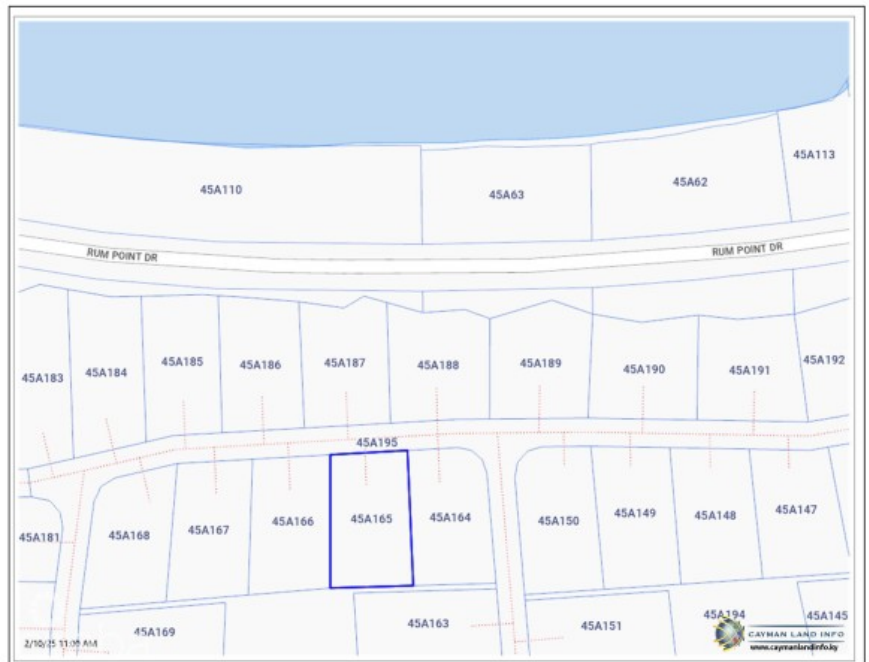 45A113
45A110
45A63
45A62
RUM POINT DR
RUM POINT DR
45A183
45A184
45A185
45A186
45A187
45A188
45A189
45A190
45A191
45A192
45A195
45A181
45A168
45A167
45A166
45A165
45A164
45A150
45A149
45A148
45A147
45A169
45A163
45A151
45A194
45A145
2/10/25 11:09 AM
CAYMAN LAND INFO
www.caymanlandinfo.ky